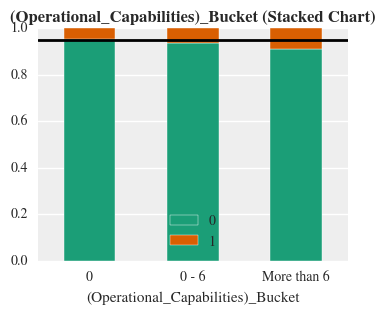 (Operational_Capabilities)_Bucket (Stacked Chart)
1.0
0.8
0.6
0.4
0.2
0.0
0
1
0 0 - 6 More than 6
(Operational_Capabilities)_Bucket